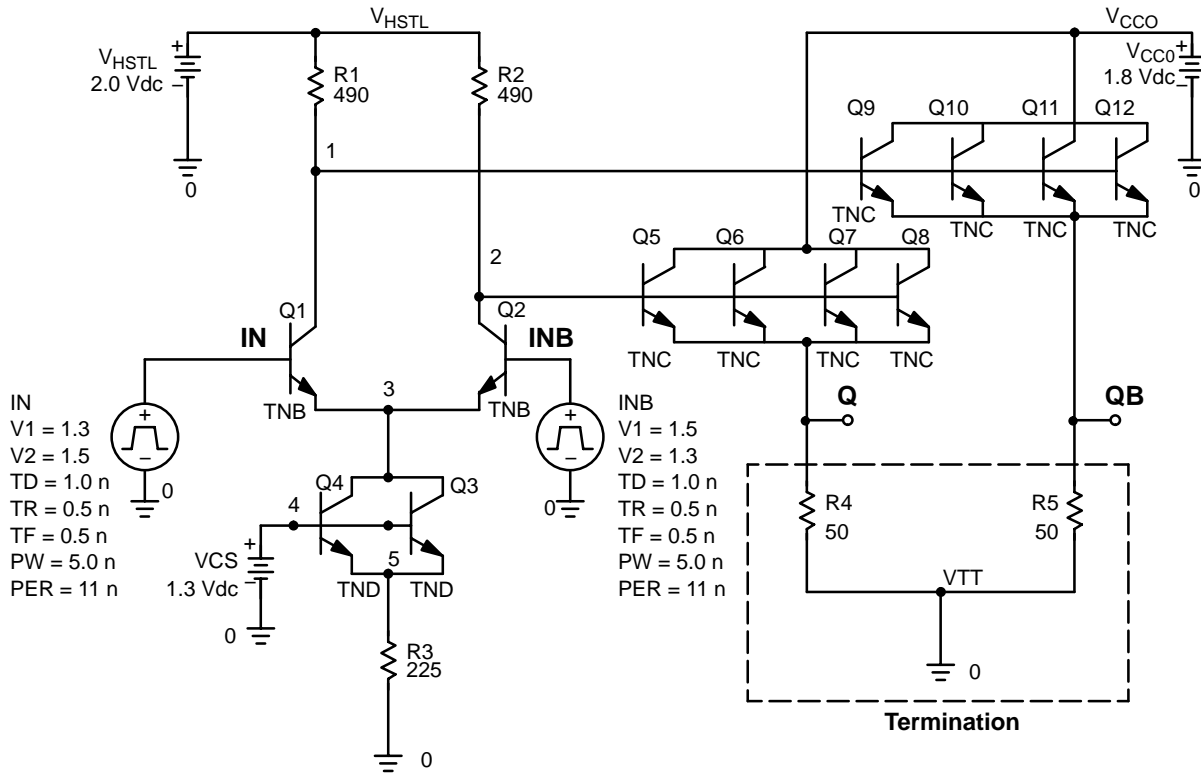 VHSTL
VCCO
VHSTL
2.0 Vdc
+
−
0
R1
490
R2
490
VCC0
1.8 Vdc
+
−
0
Q9
Q10
Q11
Q12
1
TNC
TNC
TNC
TNC
Q5
Q6
Q7
Q8
2
TNC
TNC
TNC
TNC
Q1
Q2
IN
INB
3
TNB
TNB
Q
QB
IN
V1 = 1.3
V2 = 1.5
TD = 1.0 n
TR = 0.5 n
TF = 0.5 n
PW = 5.0 n
PER = 11 n
+
−
0
+
−
0
INB
V1 = 1.5
V2 = 1.3
TD = 1.0 n
TR = 0.5 n
TF = 0.5 n
PW = 5.0 n
PER = 11 n
Q4
Q3
4
5
TND
TND
VCS
1.3 Vdc
+
−
0
R3
225
0
R4
50
R5
50
VTT
0
Termination